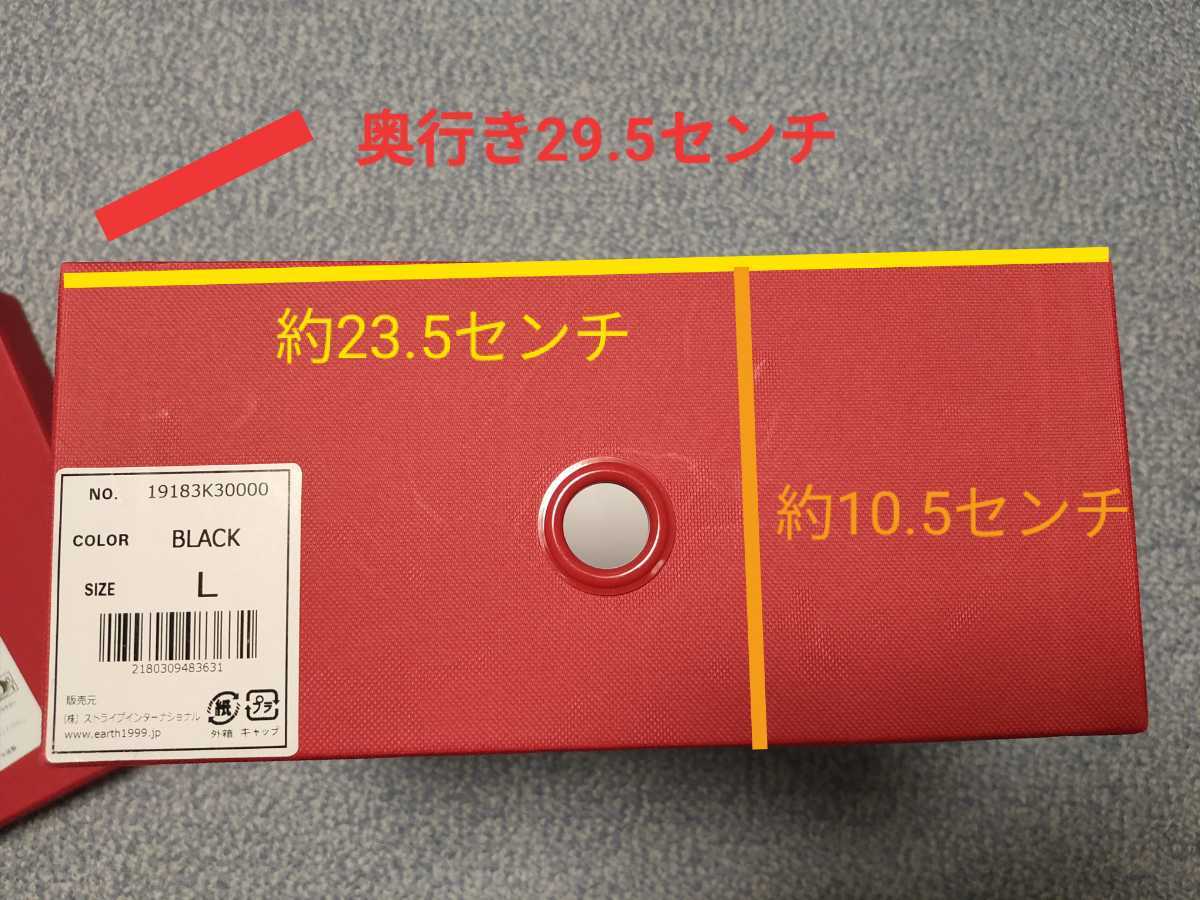 奥行き29.5センチ
約23.5センチ
約10.5センチ
NO. 19183K30000
COLOR BLACK
SIZE L
2180309483631
販売元
(株) ストライプインターナショナル
www.earth1999.jp
紙 プラ
外箱 キャップ